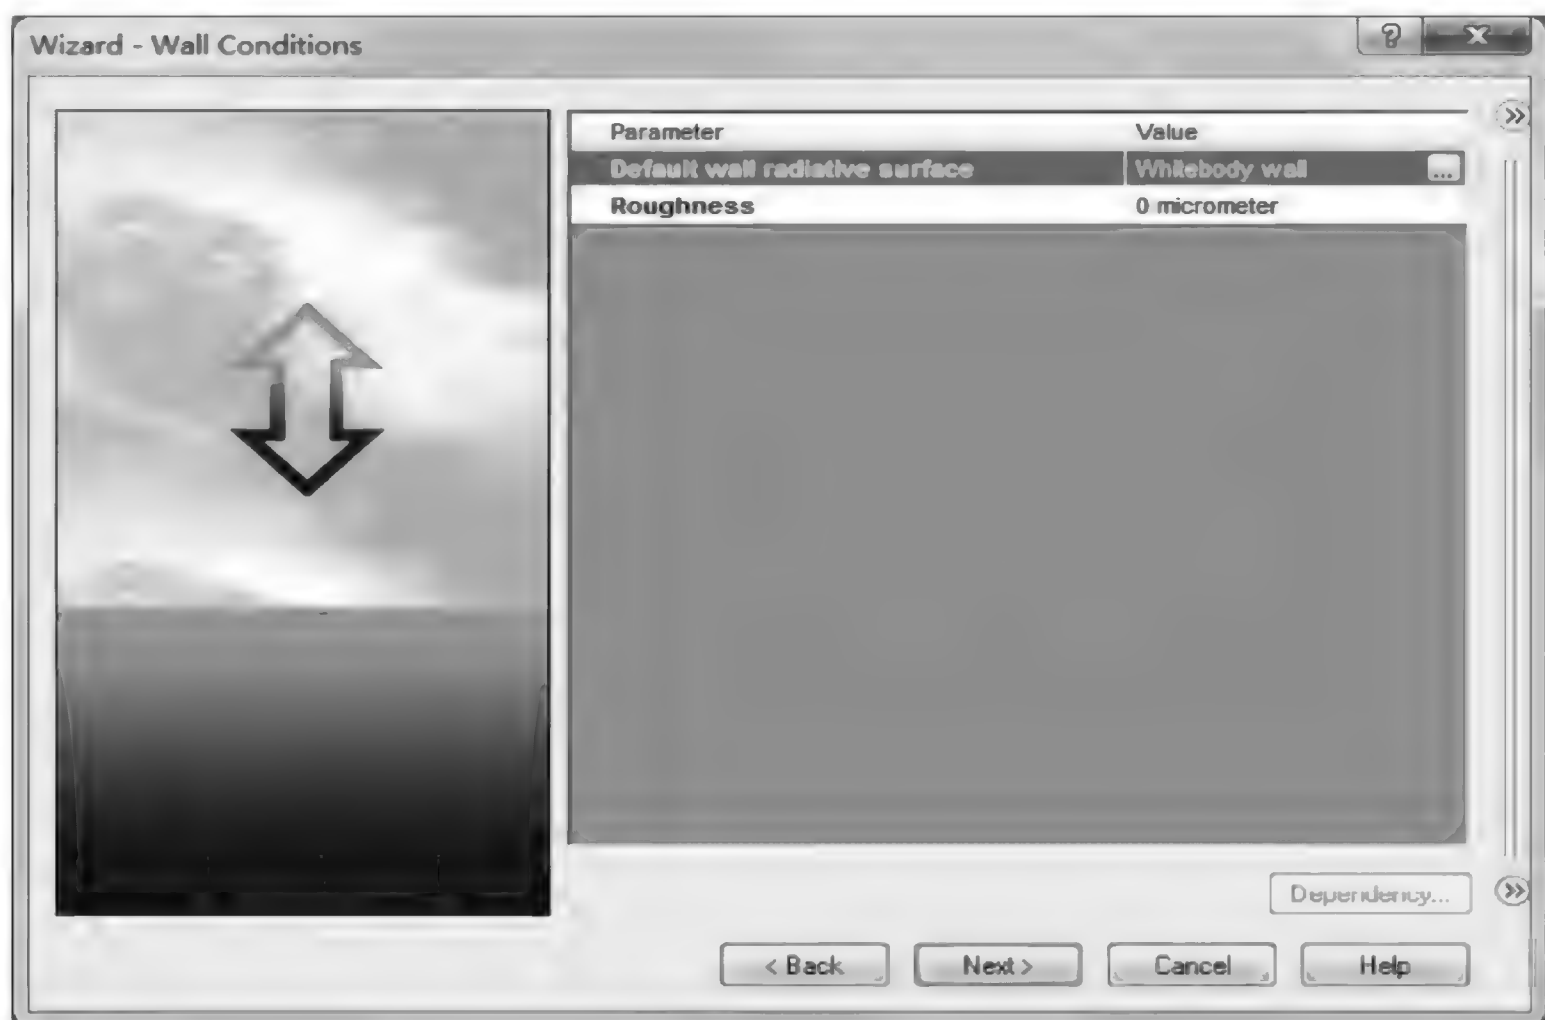 Wizard - Wall Conditions
Parameter Value
Default wall radiative surface Whitebody wall ...
Roughness 0 micrometer
Dependency...
< Back Next > Cancel Help